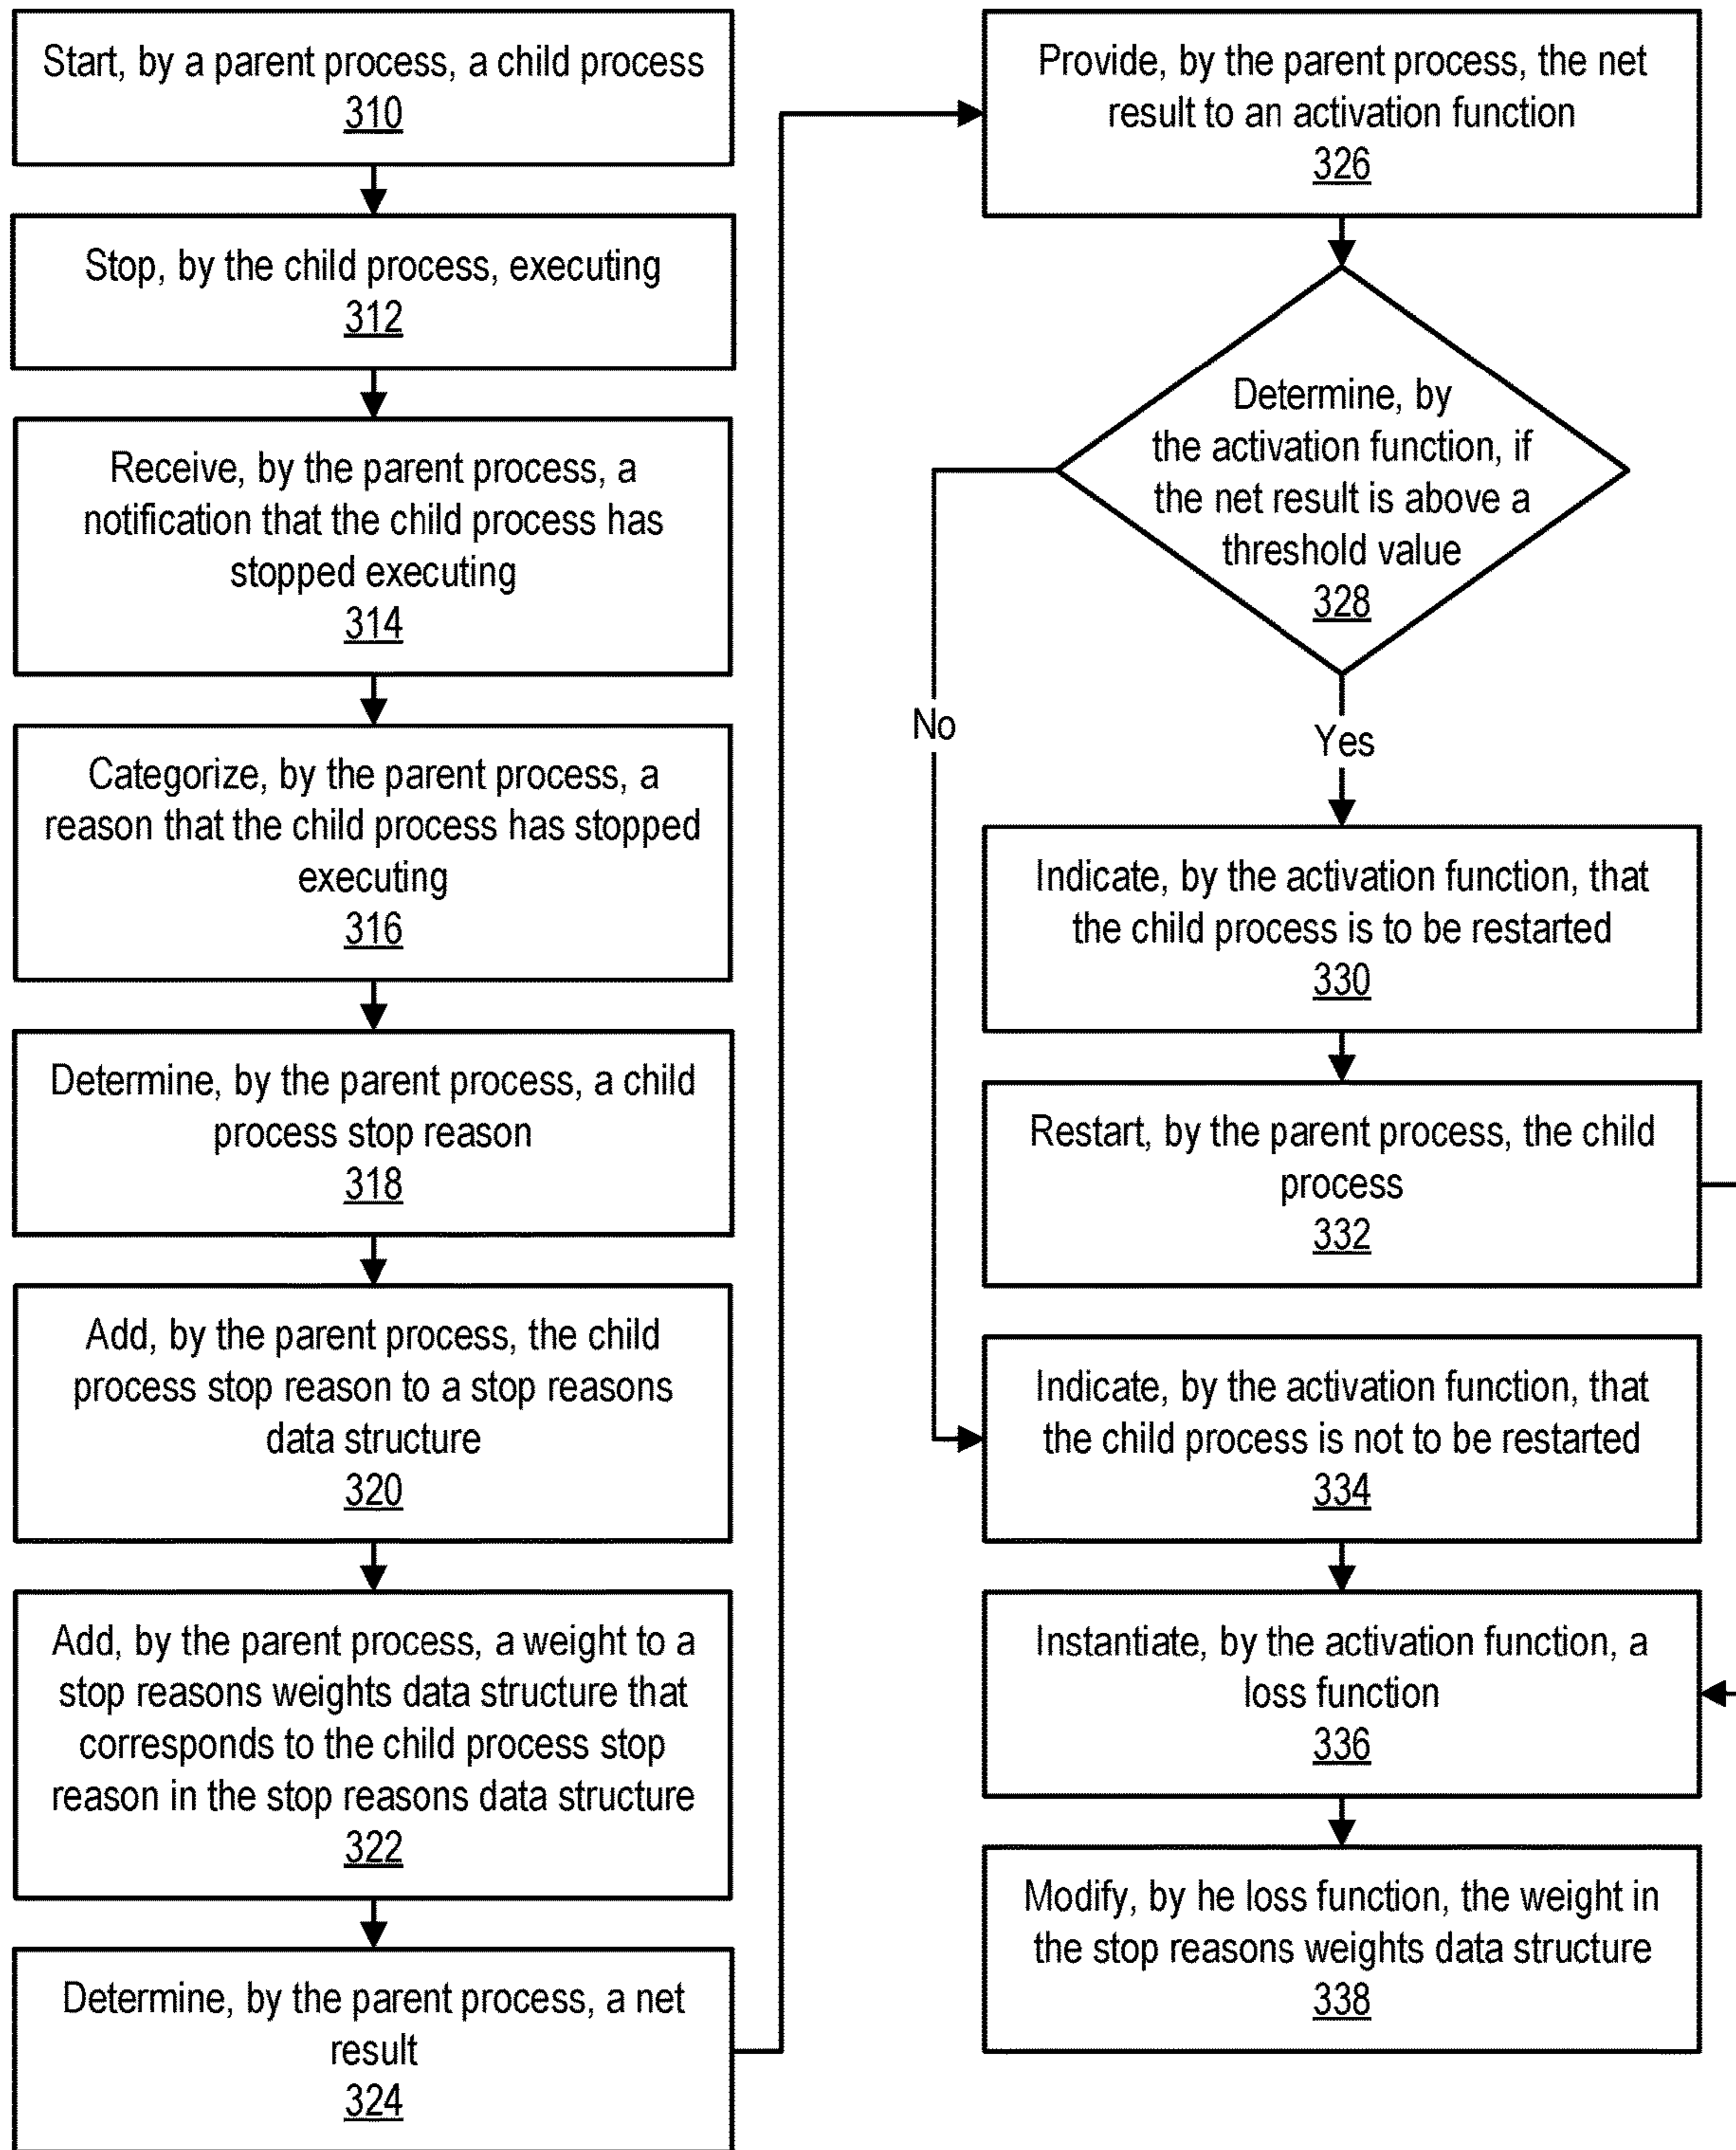 Start, by a parent process, a child process
310
Stop, by the child process, executing
312
Receive, by the parent process, a
notification that the child process has
stopped executing
314
Categorize, by the parent process, a
reason that the child process has stopped
executing
316
Determine, by the parent process, a child
process stop reason
318
Add, by the parent process, the child
process stop reason to a stop reasons
data structure
320
Add, by the parent process, a weight to a
stop reasons weights data structure that
corresponds to the child process stop
reason in the stop reasons data structure
322
Determine, by the parent process, a net
result
324
Provide, by the parent process, the net
result to an activation function
326
Determine, by
the activation function, if
the net result is above a
threshold value
328
No
Yes
Indicate, by the activation function, that
the child process is to be restarted
330
Restart, by the parent process, the child
process
332
Indicate, by the activation function, that
the child process is not to be restarted
334
Instantiate, by the activation function, a
loss function
336
Modify, by he loss function, the weight in
the stop reasons weights data structure
338